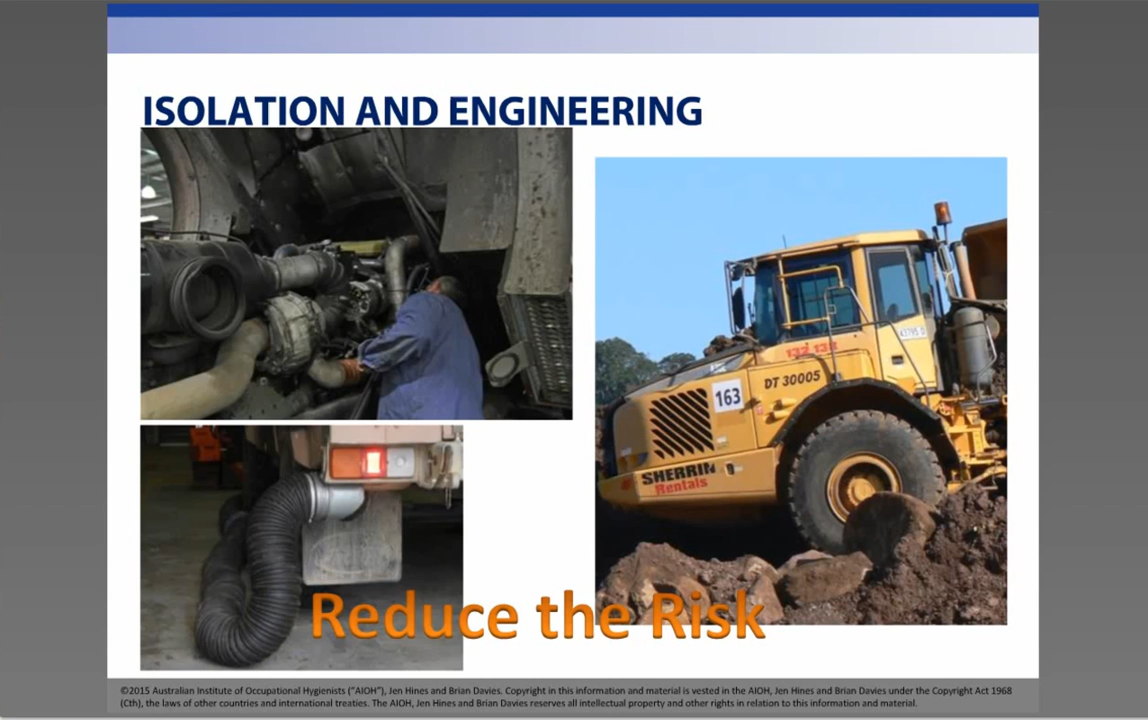 ISOLATION AND ENGINEERING
132 132
DT 30005
163
SHERRIN
Rentals
Reduce the Risk
©2015 Australian Institute of Occupational Hygienists ("AIOH"), Jen Hines and Brian Davies. Copyright in this information and material is vested in the AIOH, Jen Hines and Brian Davies under the Copyright Act 1968
(Cth), the laws of other countries and international treaties. The AIOH, Jen Hines and Brian Davies reserves all intellectual property and other rights in relation to this information and material.